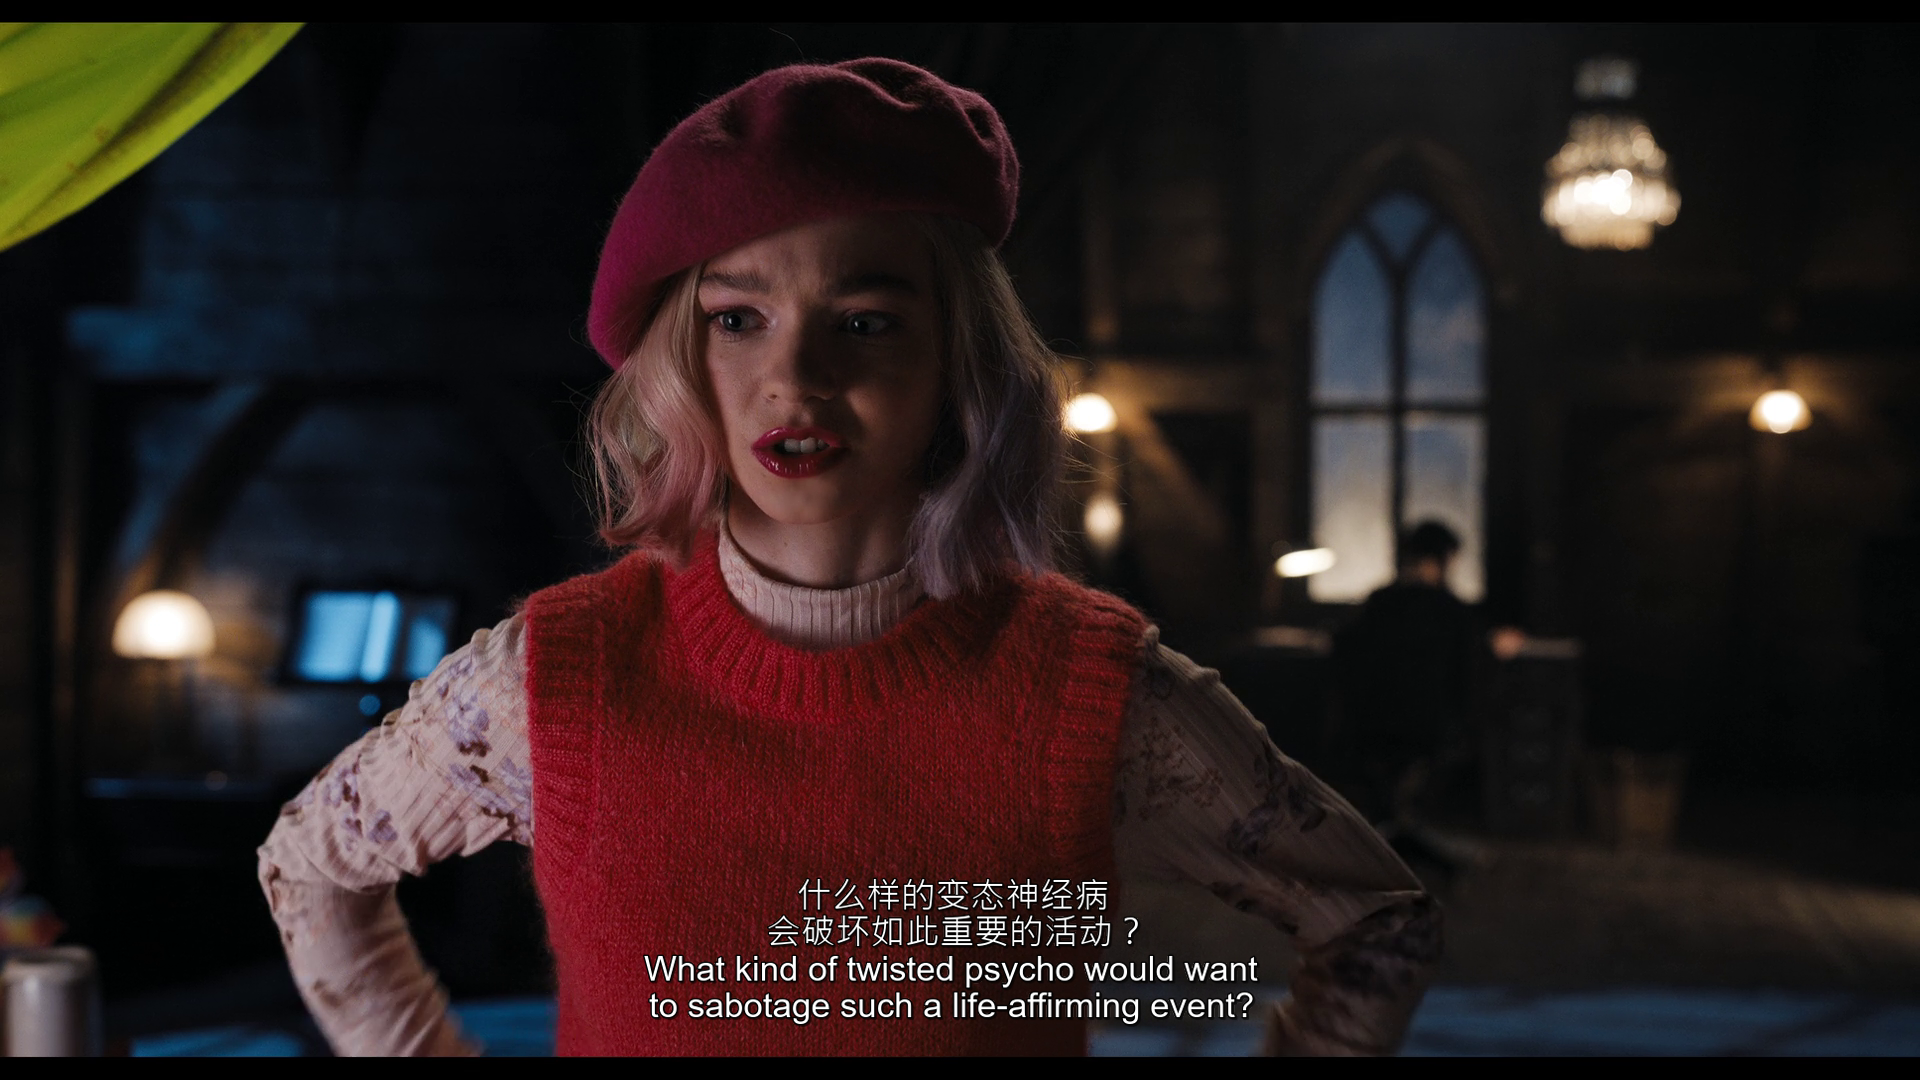 什么样的变态神经病
会破坏如此重要的活动？
What kind of twisted psycho would want
to sabotage such a life-affirming event?